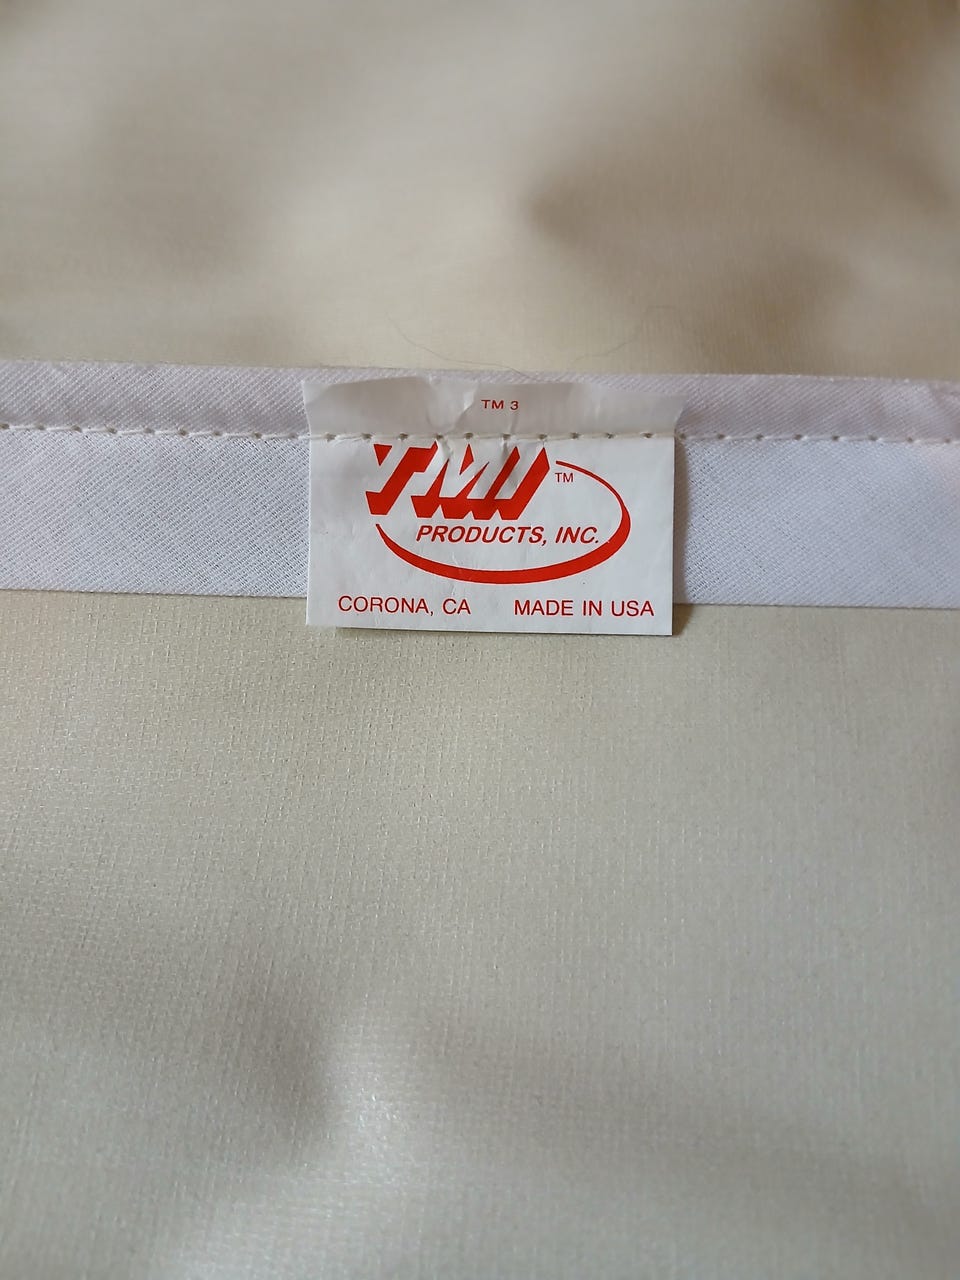 TM 3
TMI TM
PRODUCTS, INC.
CORONA, CA MADE IN USA